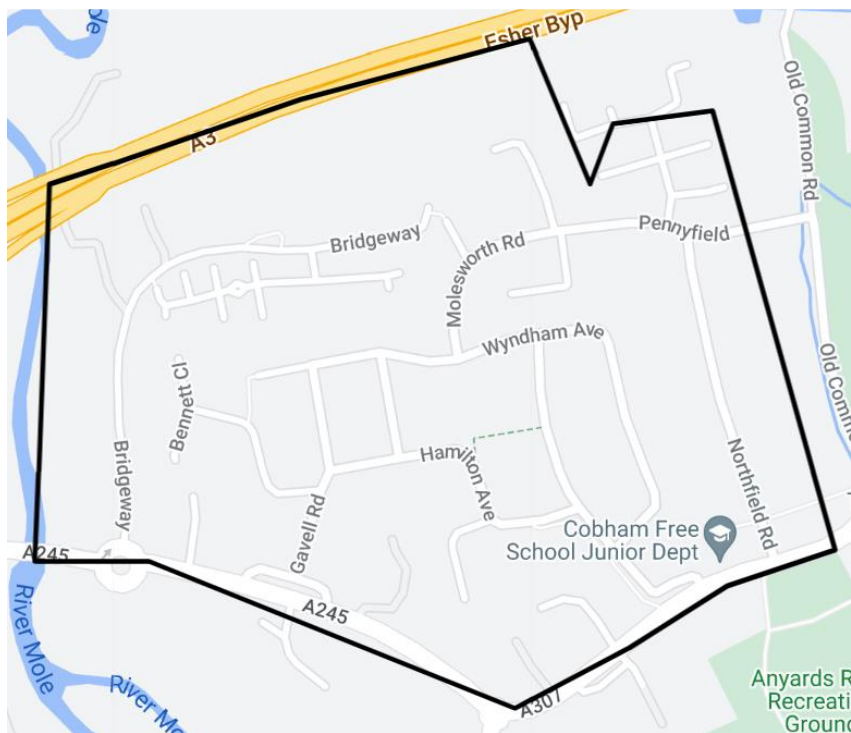 Esher Byp
A3
Old Common Rd
Bridgeway
Molesworth Rd
Pennyfield
Wyndham Ave
Bennett Cl
Bridgeway
Hamilton Ave
Gavell Rd
Northfield Rd
Old Comm
Cobham Free
School Junior Dept
A245
A245
River Mole
River Mo
A307
Anyards R
Recreati
Ground